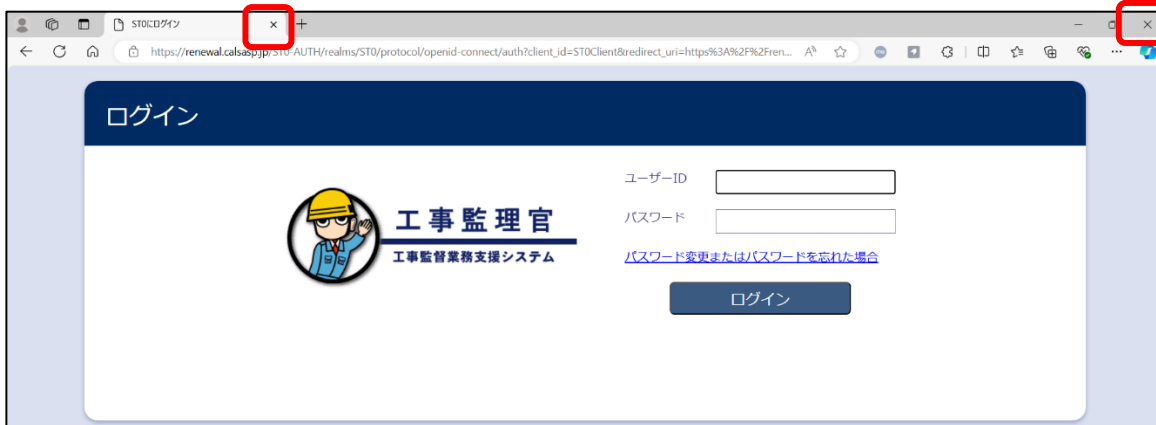 ST0にログイン
https://renewal.calsasp.jp/ST0-AUTH/realms/ST0/protocol/openid-connect/auth?client_id=ST0Client&redirect_uri=https%3A%2F%2Fren...
ログイン
ユーザーID
工事監理官
パスワード
工事監督業務支援システム
パスワード変更またはパスワードを忘れた場合
ログイン